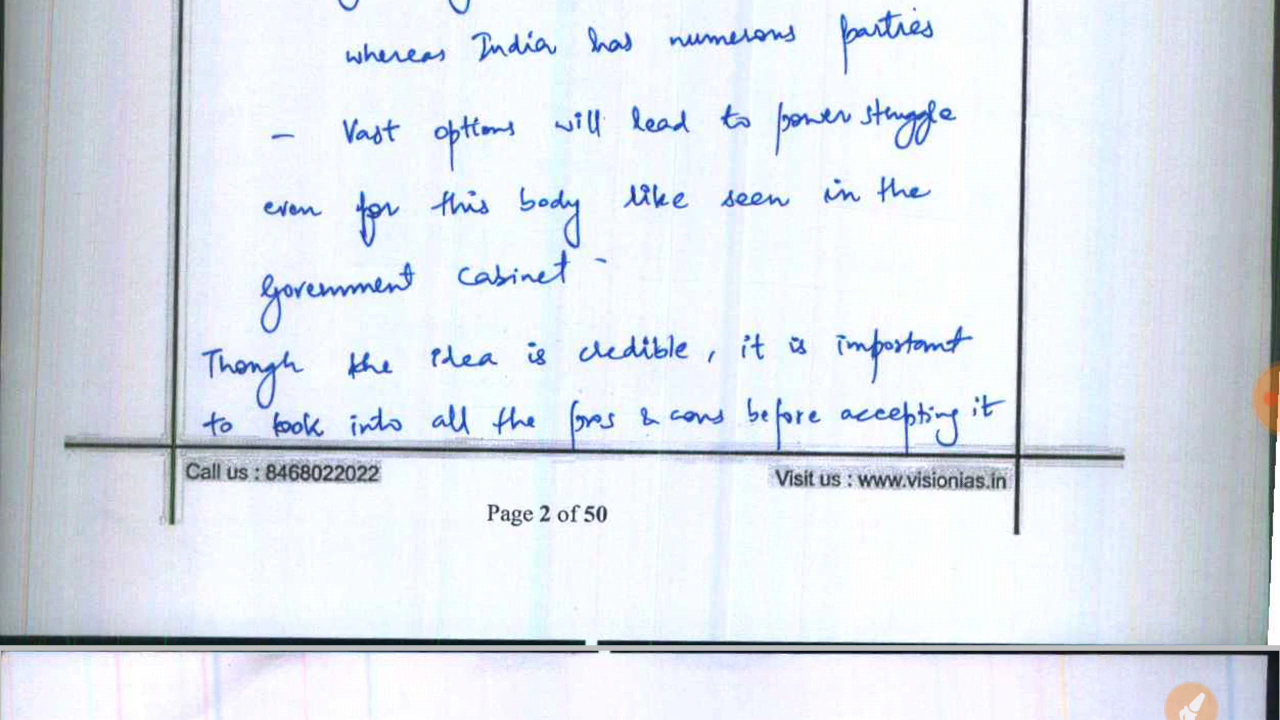 whereas India has numerous parties
- Vast options will lead to power struggle
even for this body like seen in the
Government cabinet -
Though the idea is credible, it is important
to look into all the pros & cons before accepting it
Call us : 8468022022
Visit us : www.visionias.in
Page 2 of 50